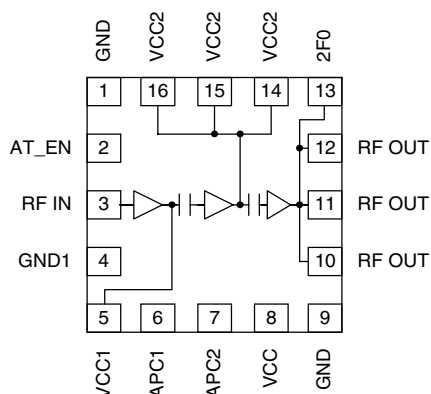 GND
VCC2
VCC2
VCC2
2F0
1
16
15
14
13
AT_EN
2
12
RF OUT
RF IN
3
11
RF OUT
GND1
4
10
RF OUT
5
6
7
8
9
VCC1
APC1
APC2
VCC
GND